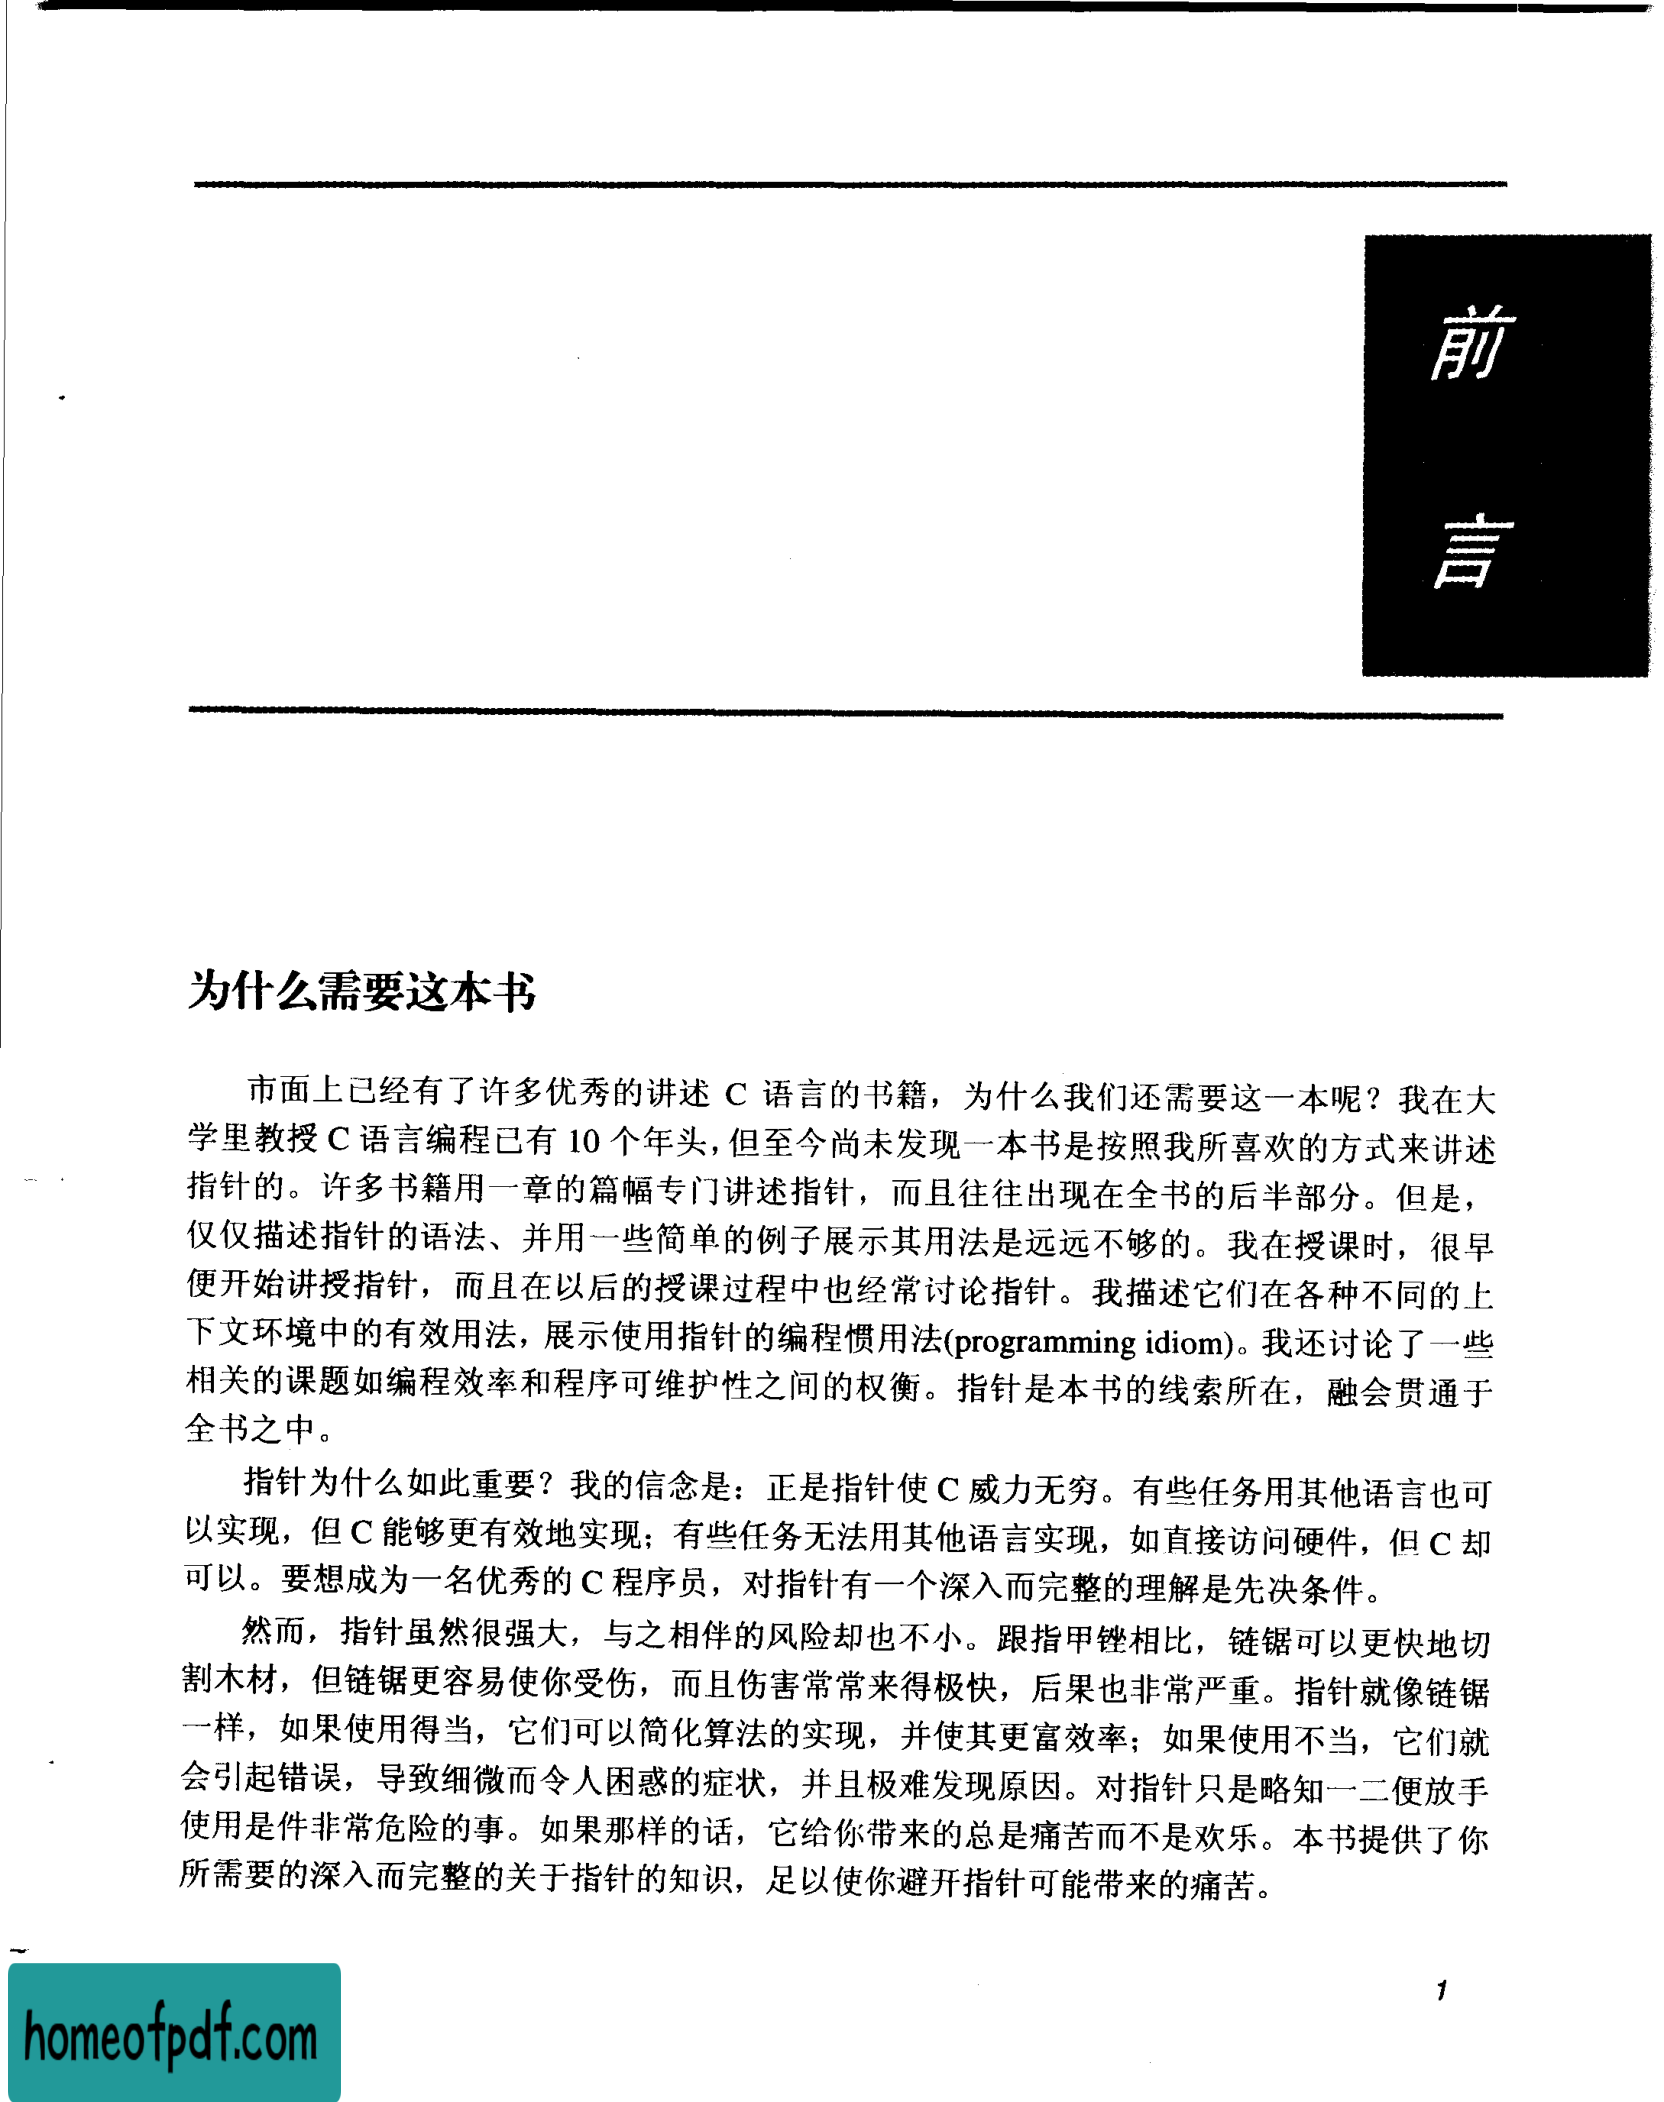 前
言
为什么需要这本书
市面上已经有了许多优秀的讲述 C 语言的书籍，为什么我们还需要这一本呢？我在大
学里教授 C 语言编程已有 10 个年头，但至今尚未发现一本书是按照我所喜欢的方式来讲述
指针的。许多书籍用一章的篇幅专门讲述指针，而且往往出现在全书的后半部分。但是，
仅仅描述指针的语法、并用一些简单的例子展示其用法是远远不够的。我在授课时，很早
便开始讲授指针，而且在以后的授课过程中也经常讨论指针。我描述它们在各种不同的上
下文环境中的有效用法，展示使用指针的编程惯用法(programming idiom)。我还讨论了一些
相关的课题如编程效率和程序可维护性之间的权衡。指针是本书的线索所在，融会贯通于
全书之中。
指针为什么如此重要？我的信念是：正是指针使 C 威力无穷。有些任务用其他语言也可
以实现，但 C 能够更有效地实现；有些任务无法用其他语言实现，如直接访问硬件，但 C 却
可以。要想成为一名优秀的 C 程序员，对指针有一个深入而完整的理解是先决条件。
然而，指针虽然很强大，与之相伴的风险却也不小。跟指甲锉相比，链锯可以更快地切
割木材，但链锯更容易使你受伤，而且伤害常常来得极快，后果也非常严重。指针就像链锯
一样，如果使用得当，它们可以简化算法的实现，并使其更富效率；如果使用不当，它们就
会引起错误，导致细微而令人困惑的症状，并且极难发现原因。对指针只是略知一二便放手
使用是件非常危险的事。如果那样的话，它给你带来的总是痛苦而不是欢乐。本书提供了你
所需要的深入而完整的关于指针的知识，足以使你避开指针可能带来的痛苦。
1
homeofpdf.com